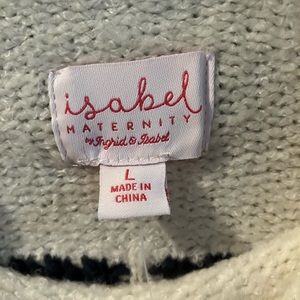 isabel
MATERNITY
by Ingrid & Isabel
L
MADE IN
CHINA